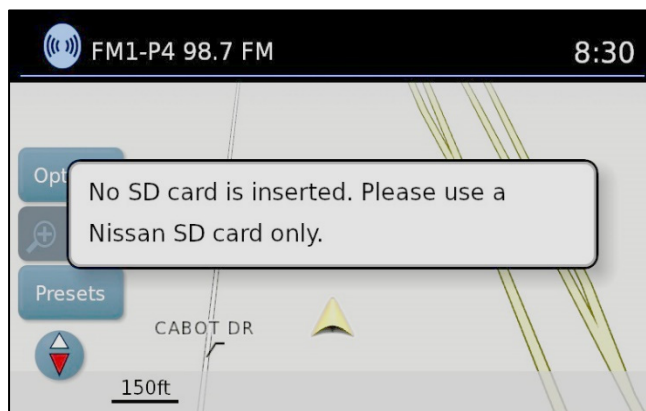 FM1-P4 98.7 FM
8:30
Opt
No SD card is inserted. Please use a
Nissan SD card only.
Presets
CABOT DR
150ft